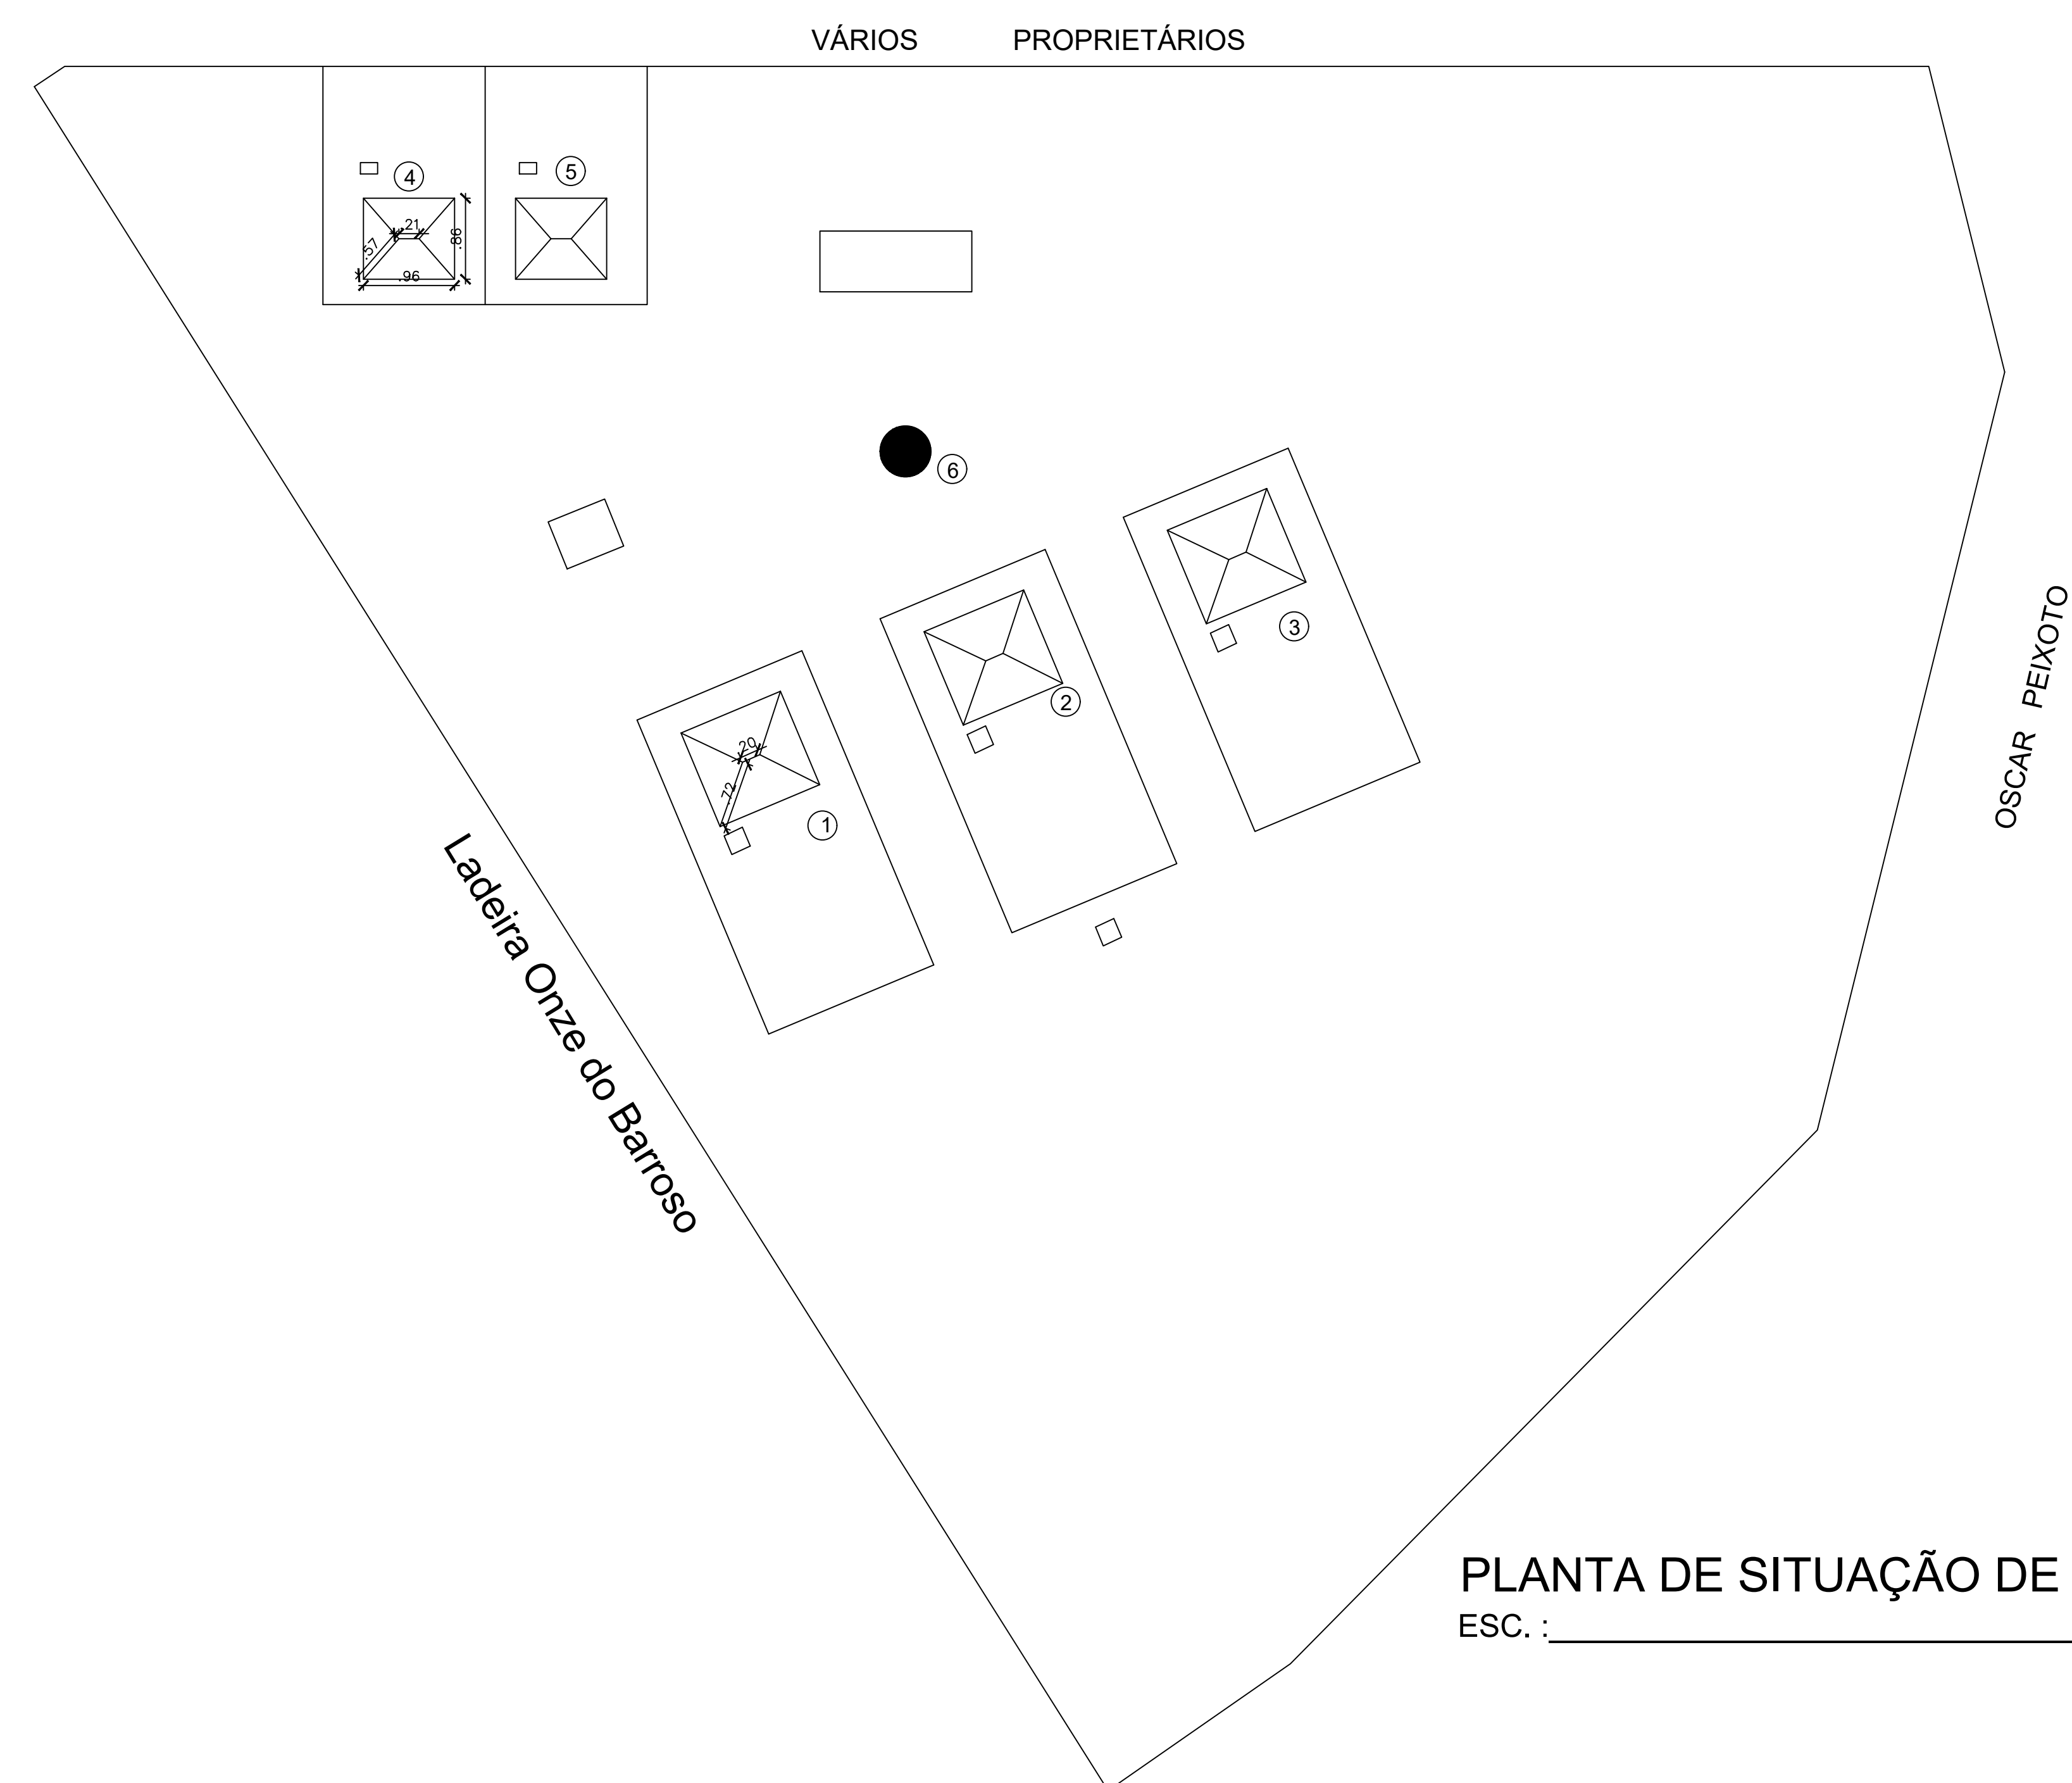 VÁRIOS PROPRIETÁRIOS
4
5
.21
.57
.86
.96
6
3
2
.20
.72
1
OSCAR PEIXOTO
Ladeira Onze do Barroso
PLANTA DE SITUAÇÃO DE
ESC. :